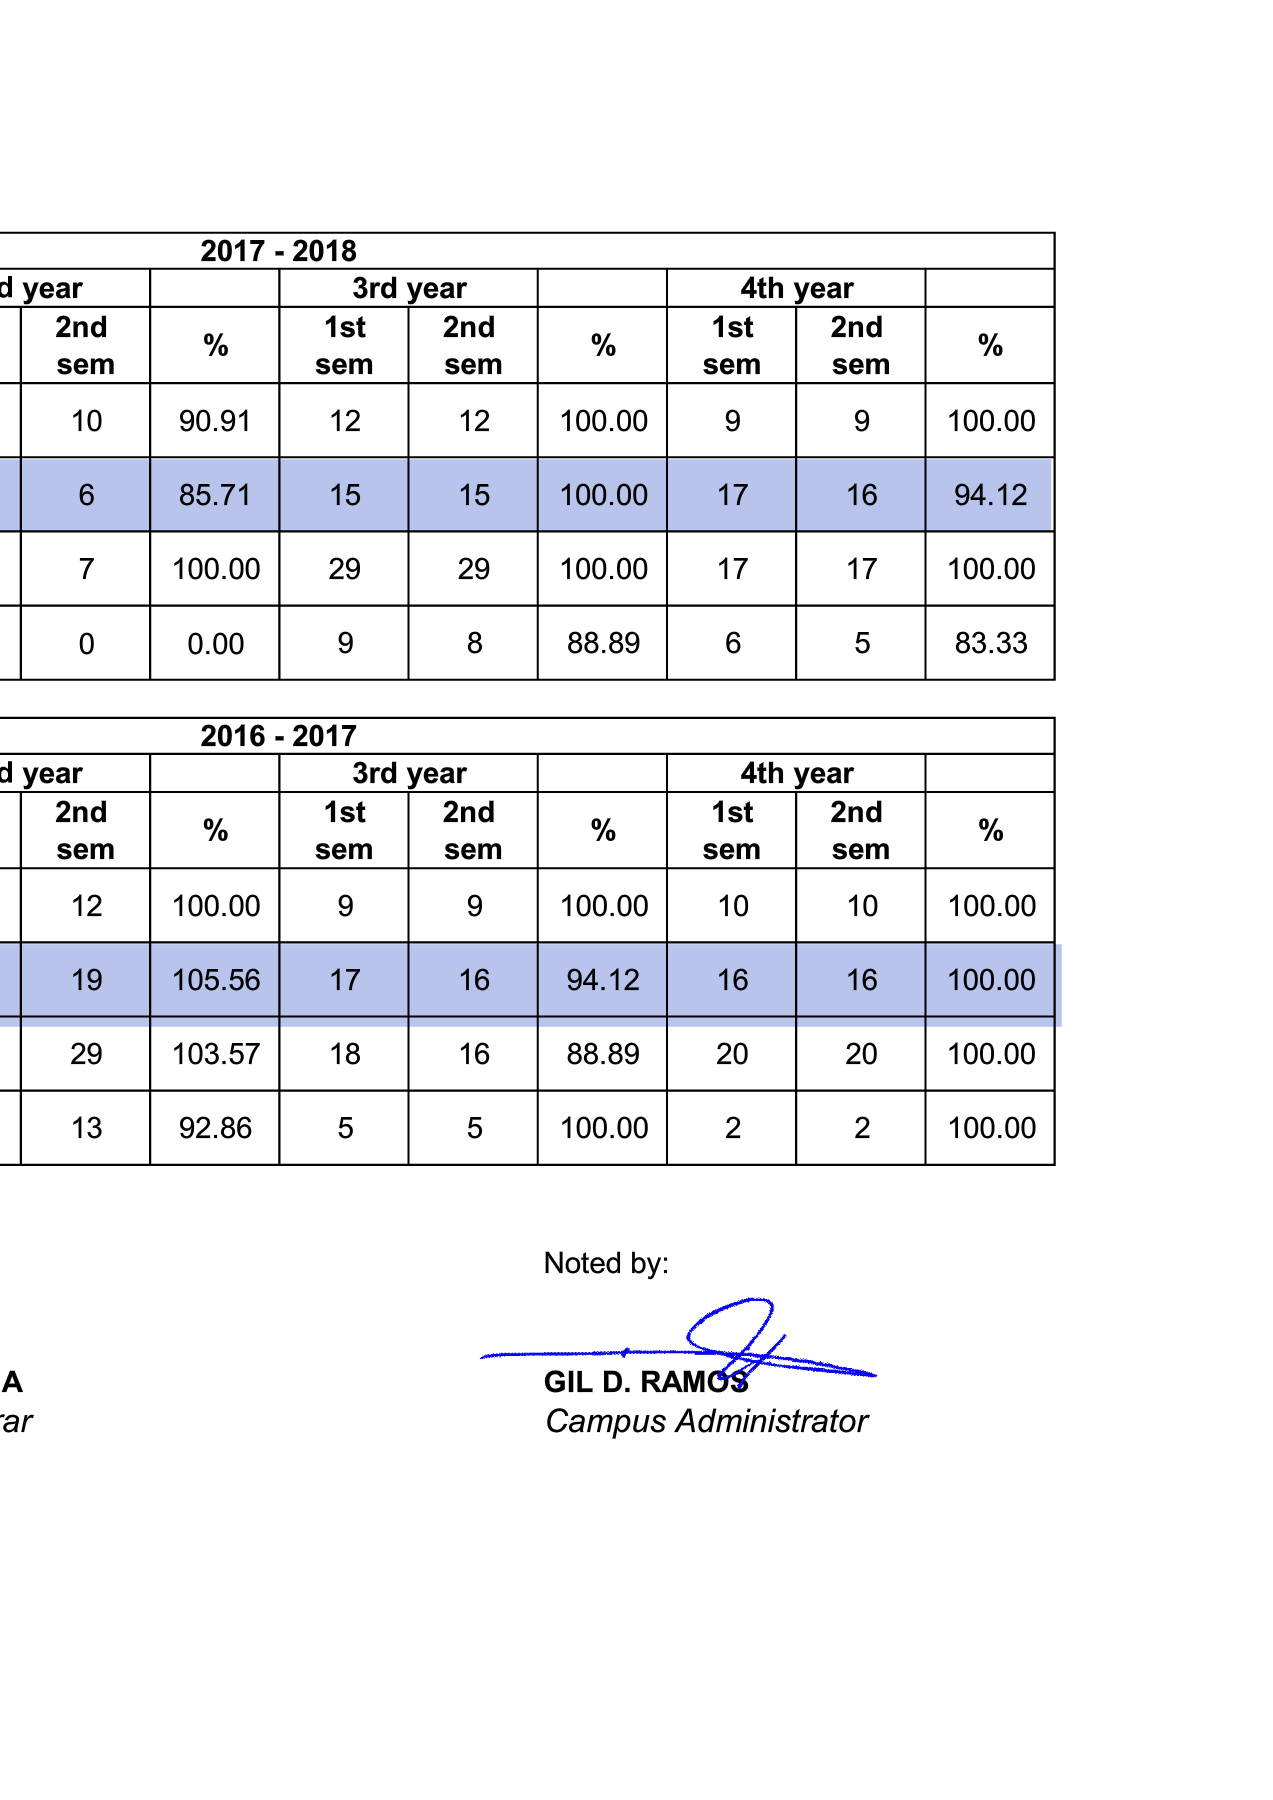 2017 - 2018
d year 3rd year 4th year
2nd sem % 1st sem 2nd sem % 1st sem 2nd sem %
10 90.91 12 12 100.00 9 9 100.00
6 85.71 15 15 100.00 17 16 94.12
7 100.00 29 29 100.00 17 17 100.00
0 0.00 9 8 88.89 6 5 83.33
2016 - 2017
d year 3rd year 4th year
2nd sem % 1st sem 2nd sem % 1st sem 2nd sem %
12 100.00 9 9 100.00 10 10 100.00
19 105.56 17 16 94.12 16 16 100.00
29 103.57 18 16 88.89 20 20 100.00
13 92.86 5 5 100.00 2 2 100.00
Noted by:
A GIL D. RAMOS
rar Campus Administrator